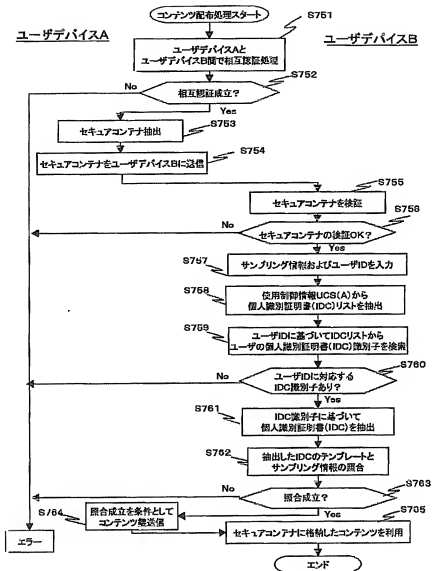 コンテンツ配布処理スタート
ユーザデバイスA
ユーザデバイスB
S751
ユーザデバイスAと
ユーザデバイスB間で相互認証処理
S752
相互認証成立?
No
Yes
S753
セキュアコンテナ抽出
S754
セキュアコンテナをユーザデバイスBに送信
S755
セキュアコンテナを検証
S756
セキュアコンテナの検証OK?
No
Yes
S757
サンプリング情報およびユーザIDを入力
S758
使用制御情報UCS(A)から
個人識別証明書(IDC)リストを抽出
S759
ユーザIDに基づいてIDCリストから
ユーザの個人識別証明書(IDC)識別子を検索
S760
ユーザIDに対応する
IDC識別子あり?
No
Yes
S761
IDC識別子に基づいて
個人識別証明書(IDC)を抽出
S762
抽出したIDCのテンプレートと
サンプリング情報の照合
S763
照合成立?
No
Yes
S764
照合成立を条件として
コンテンツ鍵送信
S765
セキュアコンテナに格納したコンテンツを利用
エラー
エンド